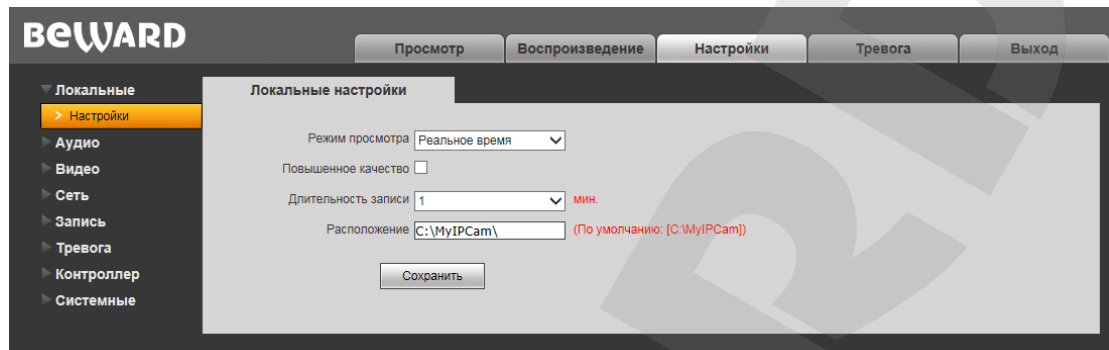 BEWARD
Просмотр Воспроизведение Настройки Тревога Выход
Локальные
> Настройки
Аудио
Видео
Сеть
Запись
Тревога
Контроллер
Системные
Локальные настройки
Режим просмотра Реальное время
Повышенное качество
Длительность записи 1 мин.
Расположение C:\MyIPCam\ (По умолчанию: [C:\MyIPCam])
Сохранить